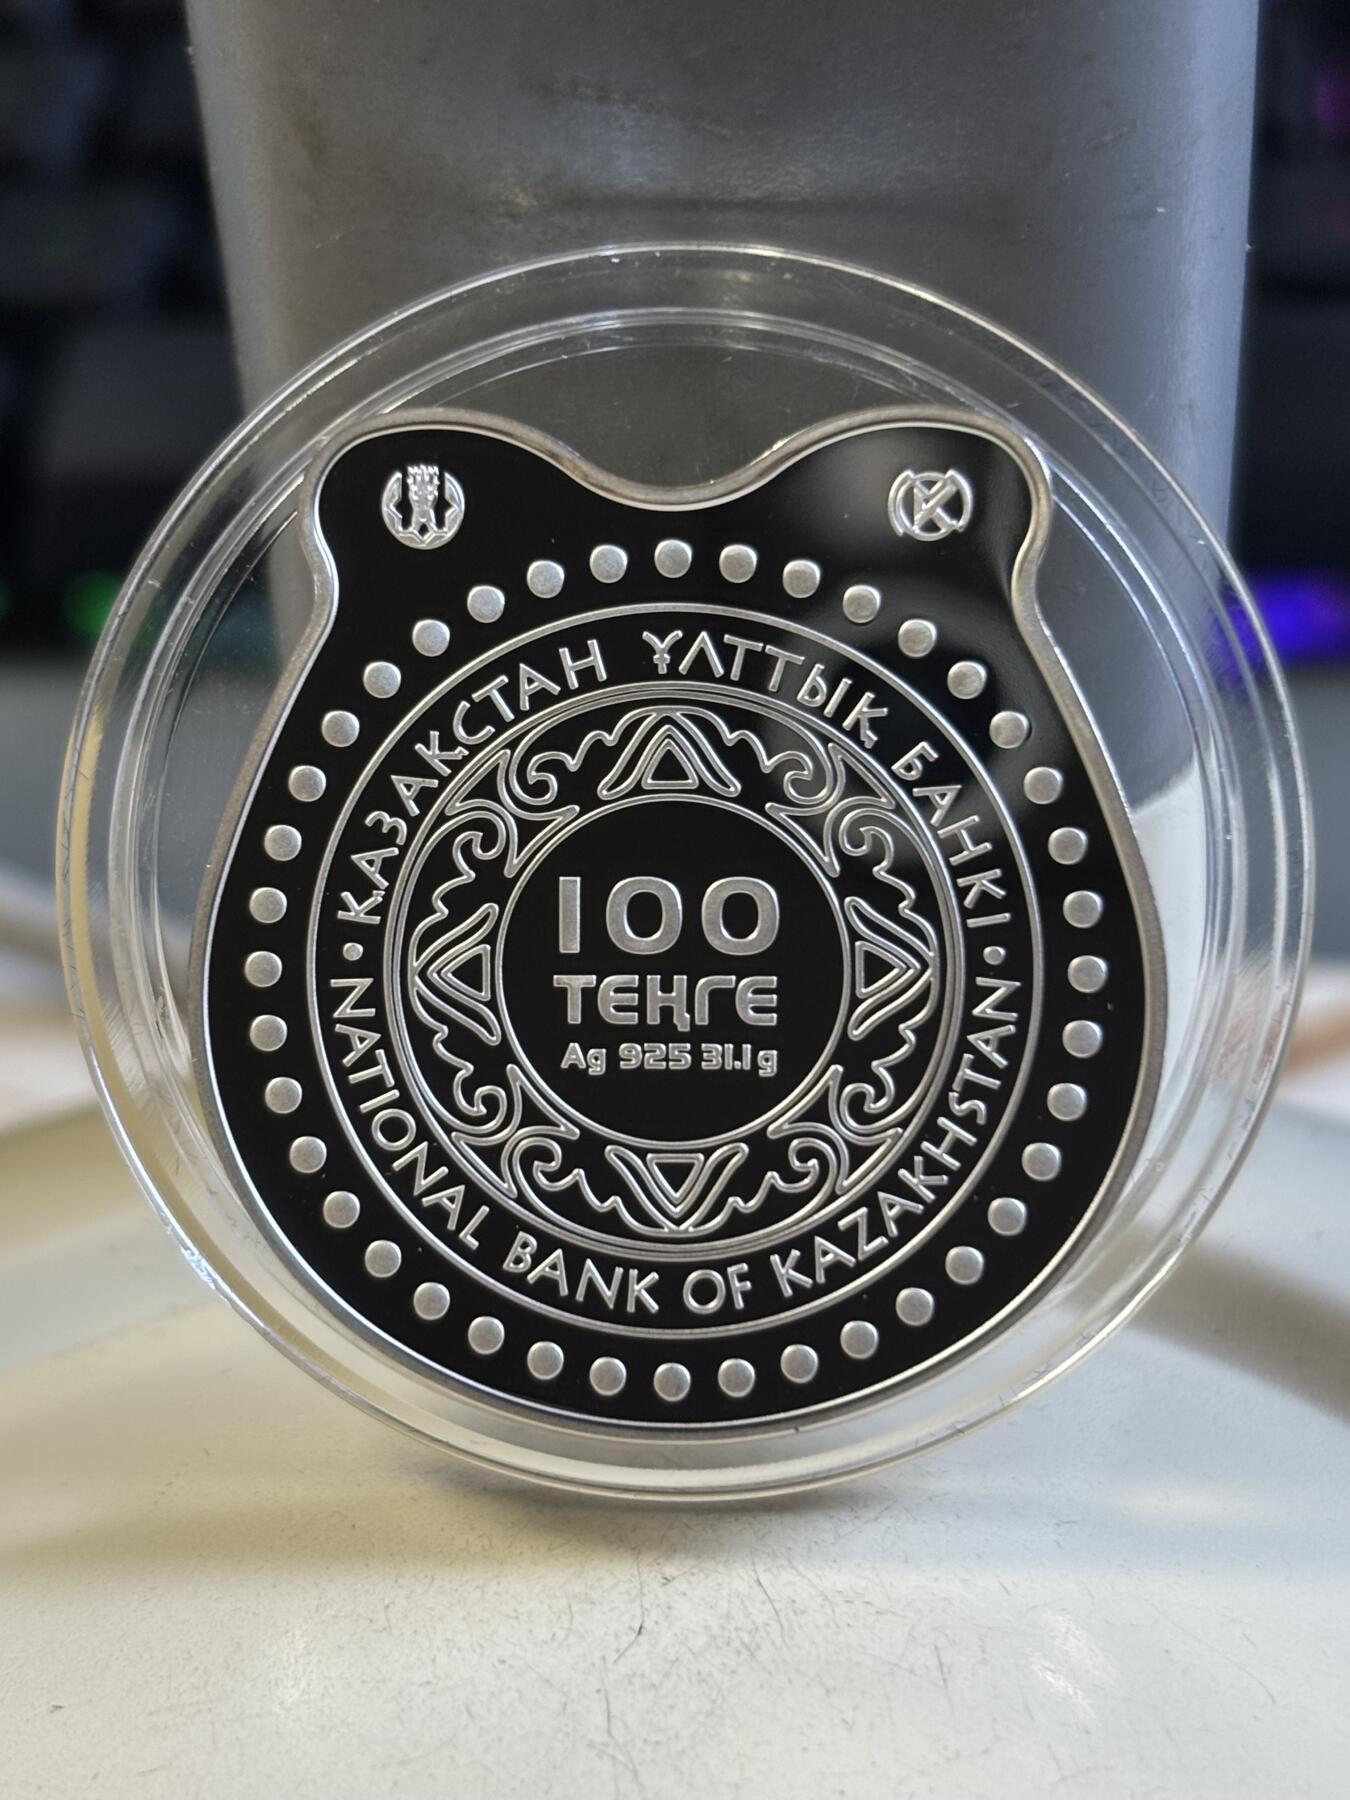 ҚАЗАҚСТАН ҰЛТТЫҚ БАНКІ
100
ТЕҢГЕ
Ag 925 31.1 g
NATIONAL BANK OF KAZAKHSTAN